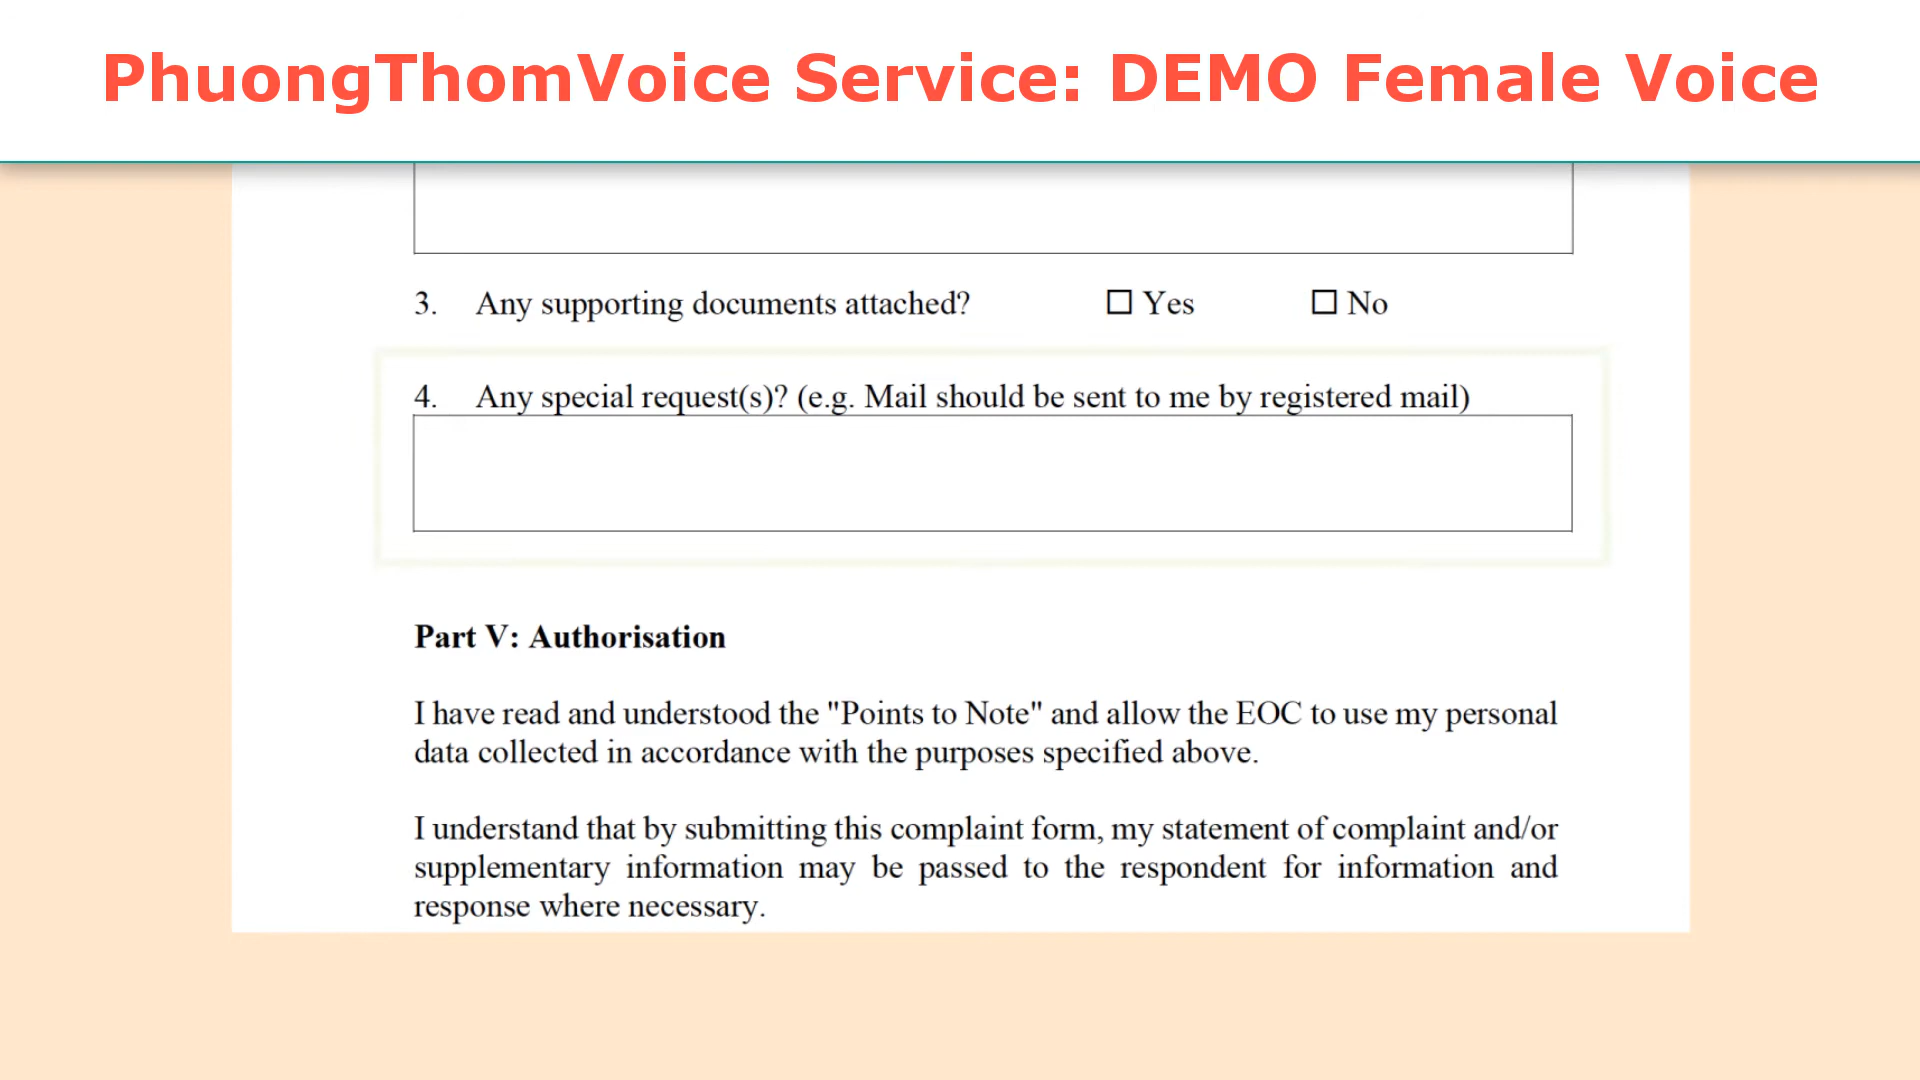 PhuongThomVoice Service: DEMO Female Voice
3. Any supporting documents attached? ☐ Yes ☐ No
4. Any special request(s)? (e.g. Mail should be sent to me by registered mail)
Part V: Authorisation
I have read and understood the "Points to Note" and allow the EOC to use my personal
data collected in accordance with the purposes specified above.
I understand that by submitting this complaint form, my statement of complaint and/or
supplementary information may be passed to the respondent for information and
response where necessary.